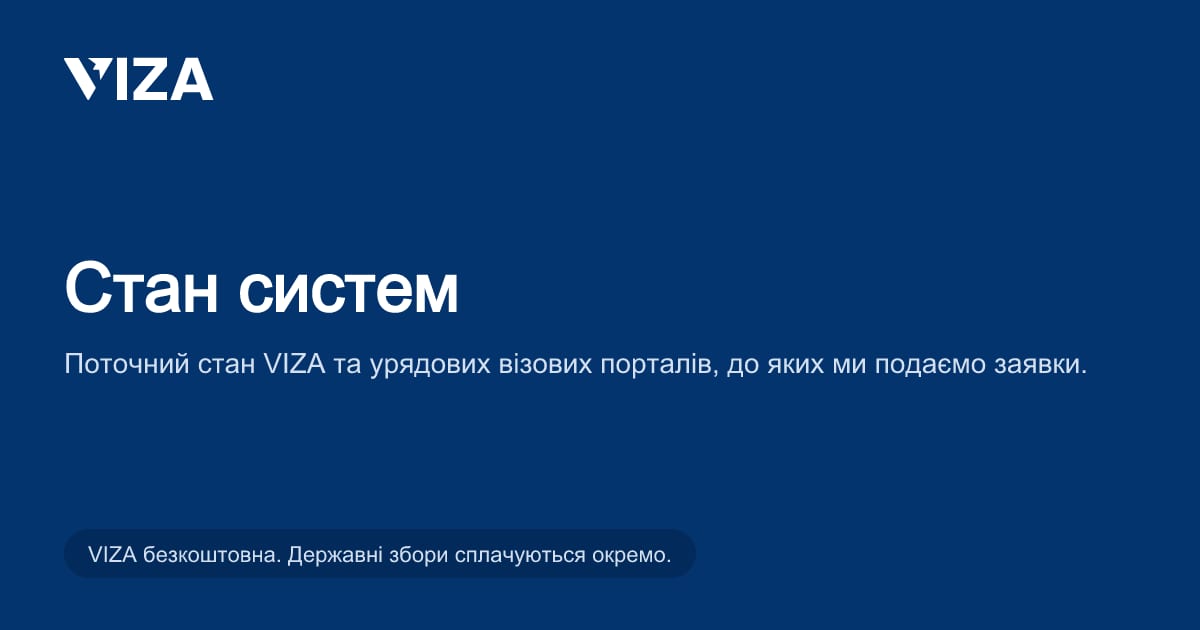 VIZA
Стан систем
Поточний стан VIZA та урядових візових порталів, до яких ми подаємо заявки.
VIZA безкоштовна. Державні збори сплачуються окремо.